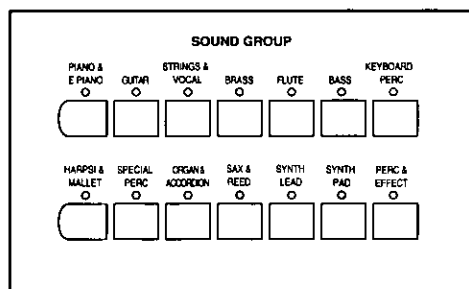 SOUND GROUP
PIANO & E PIANO
GUITAR
STRINGS & VOCAL
BRASS
FLUTE
BASS
KEYBOARD PERC
HARPSI & MALLET
SPECIAL PERC
ORGAN & ACCORDION
SAX & REED
SYNTH LEAD
SYNTH PAD
PERC & EFFECT